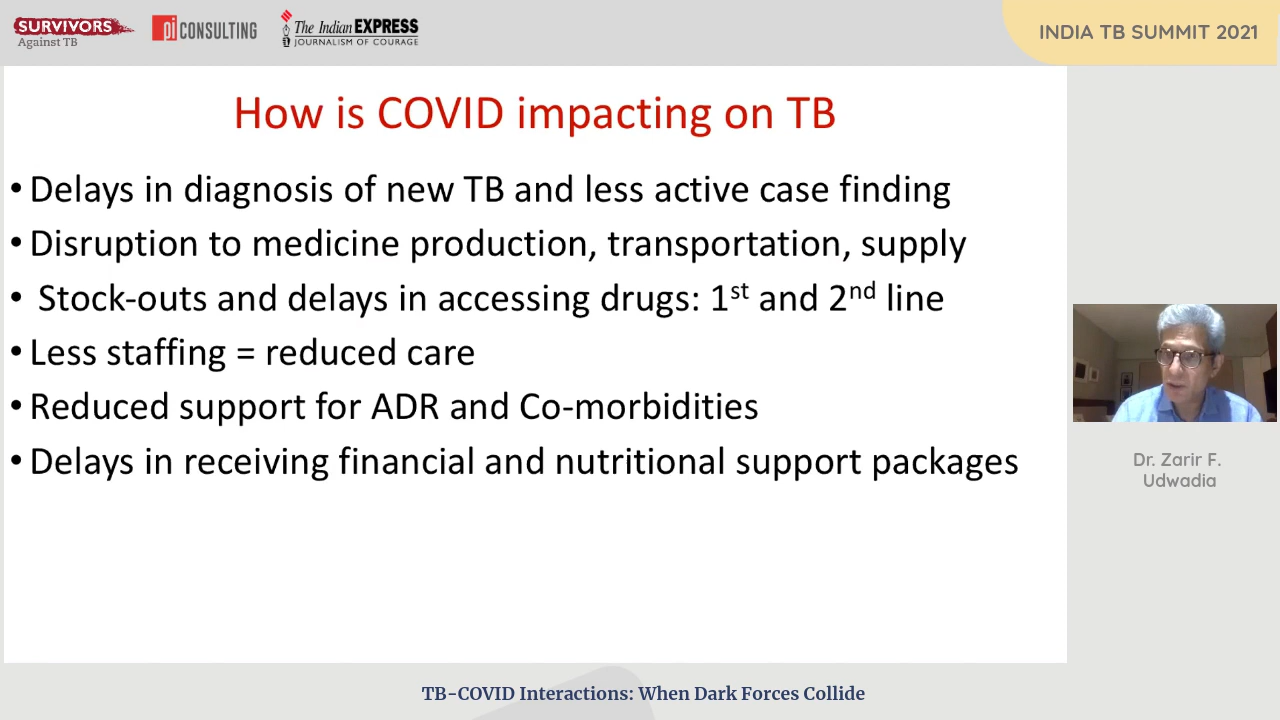 SURVIVORS
Against TB
pi CONSULTING
The Indian EXPRESS
JOURNALISM OF COURAGE
INDIA TB SUMMIT 2021
How is COVID impacting on TB
• Delays in diagnosis of new TB and less active case finding
• Disruption to medicine production, transportation, supply
• Stock-outs and delays in accessing drugs: 1st and 2nd line
• Less staffing = reduced care
• Reduced support for ADR and Co-morbidities
• Delays in receiving financial and nutritional support packages
Dr. Zarir F.
Udwadia
TB-COVID Interactions: When Dark Forces Collide